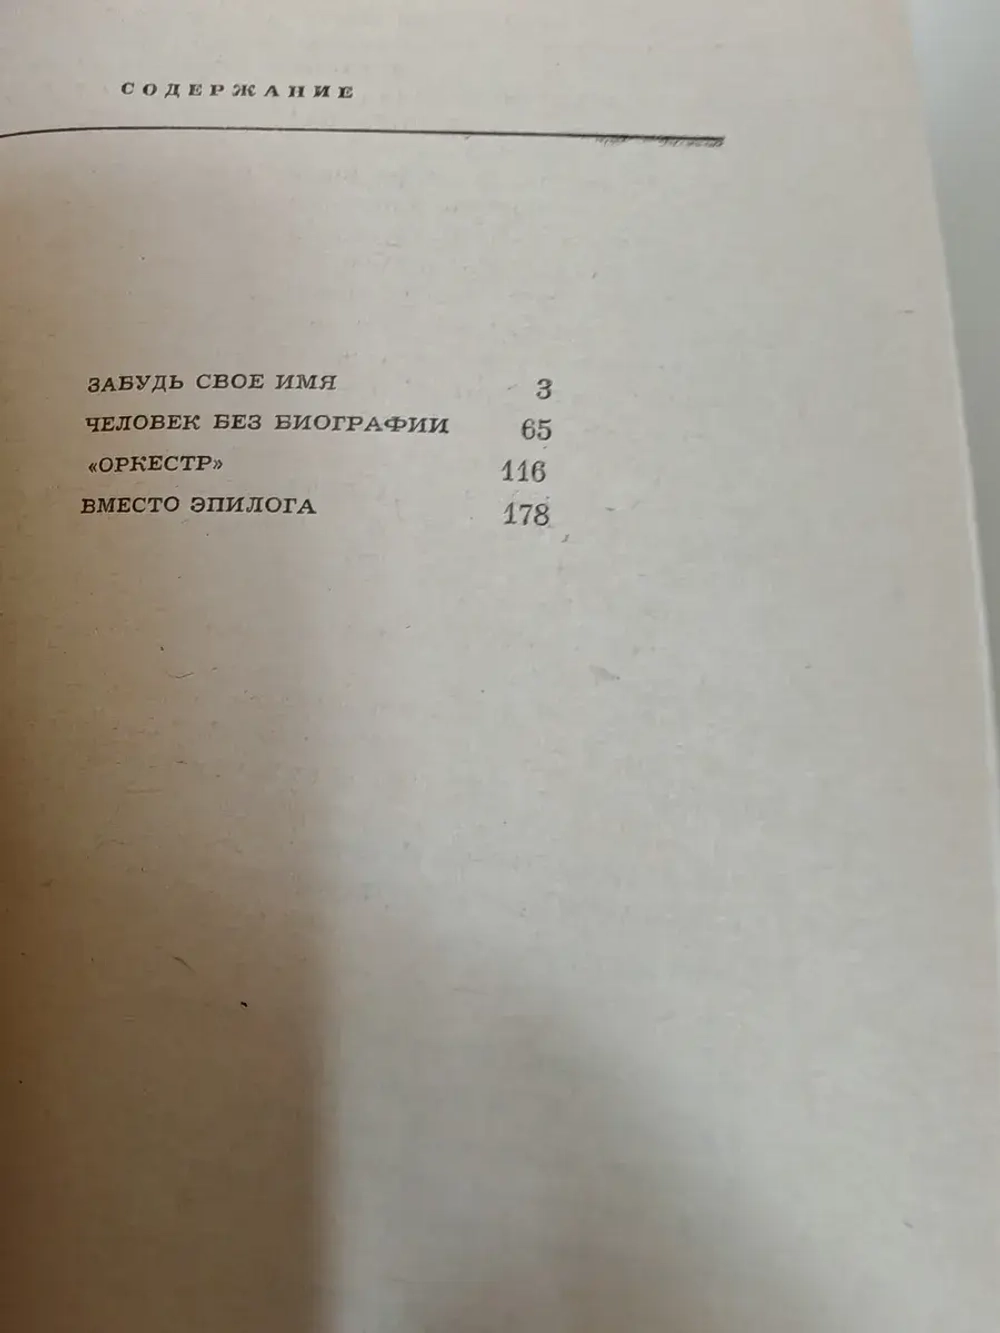 СОДЕРЖАНИЕ
ЗАБУДЬ СВОЕ ИМЯ 3
ЧЕЛОВЕК БЕЗ БИОГРАФИИ 65
«ОРКЕСТР» 116
ВМЕСТО ЭПИЛОГА 178